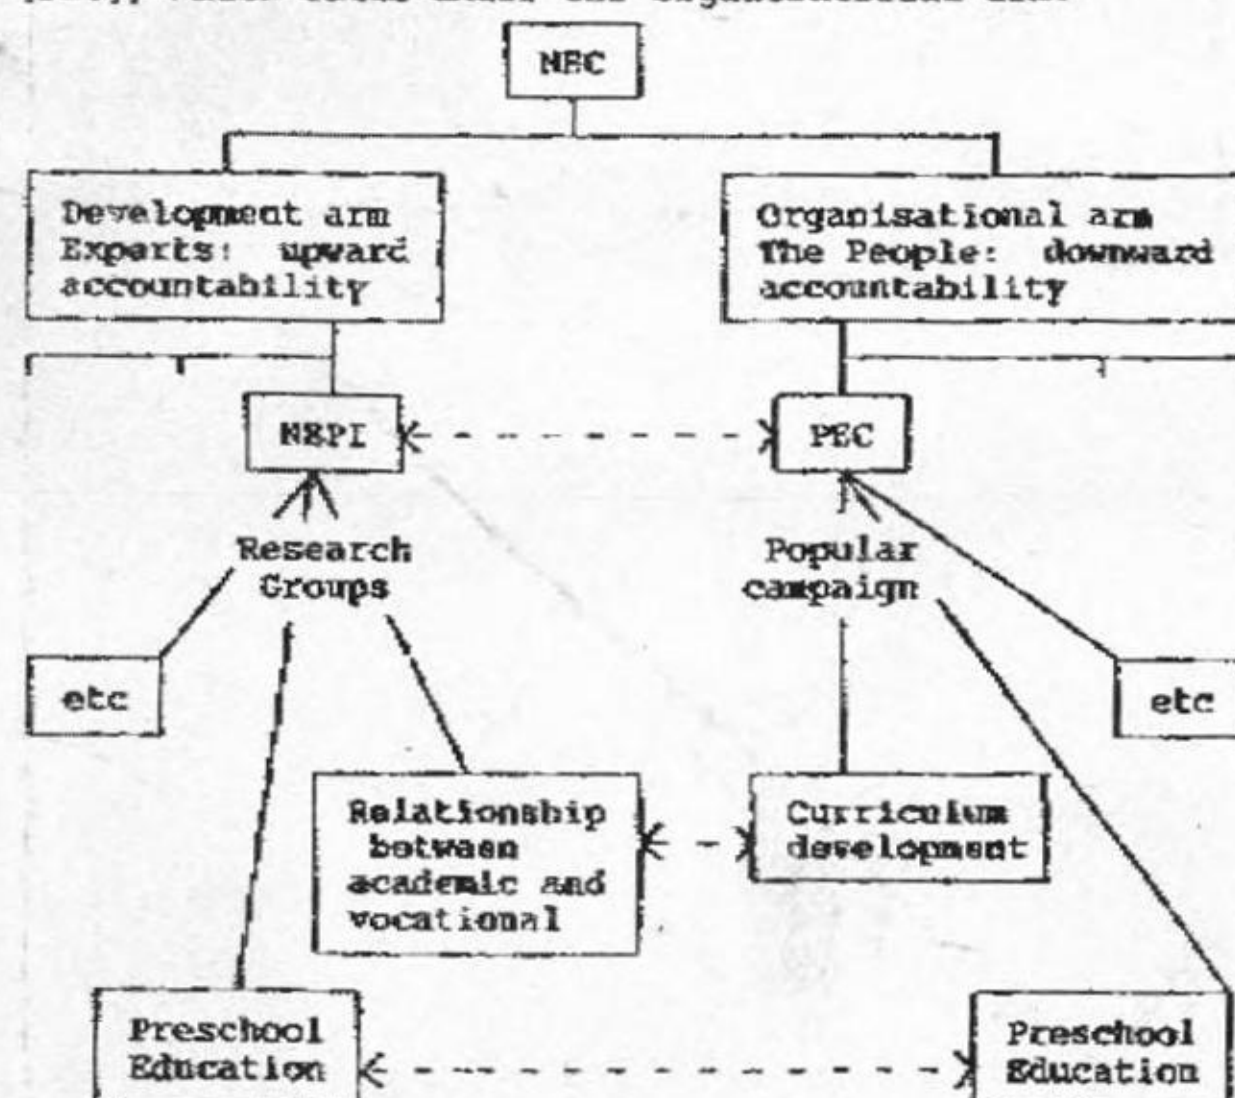 NEC
Development arm
Experts: upward
accountability
Organisational arm
The People: downward
accountability
NEPI
PEC
Research
Groups
Popular
campaign
etc
etc
Relationship
between
academic and
vocational
Curriculum
development
Preschool
Education
Preschool
Education